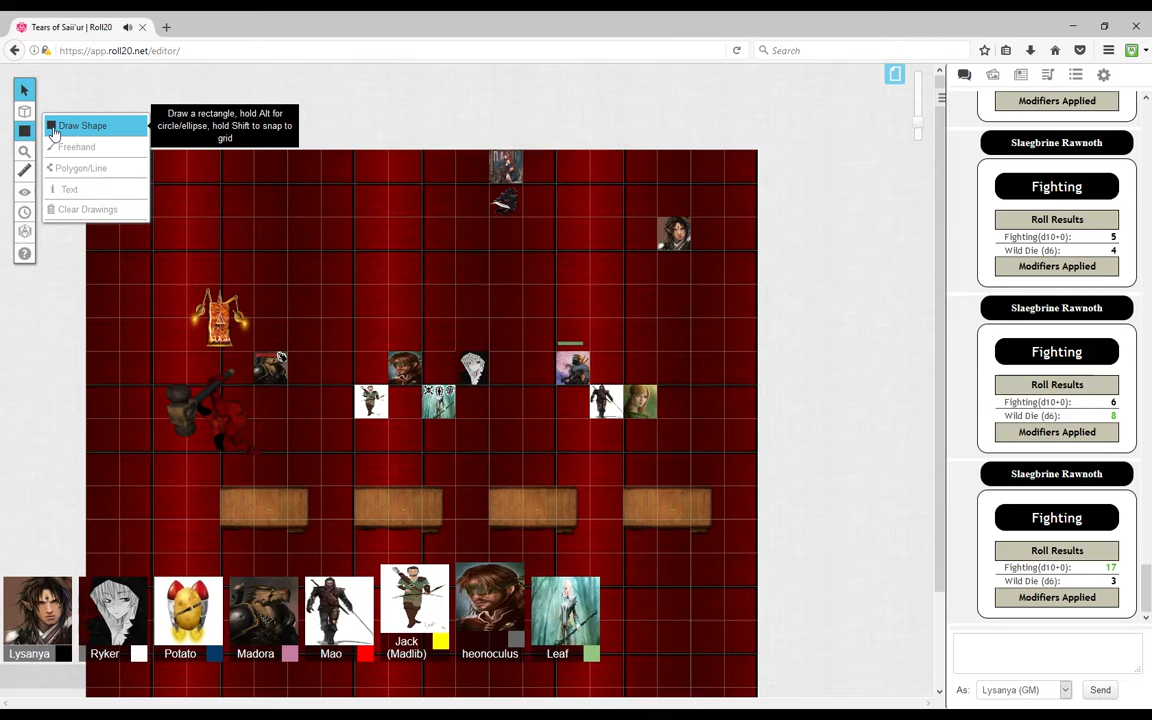 Tears of Saii'ur | Roll20
https://app.roll20.net/editor/
Search
Draw Shape
Freehand
Polygon/Line
Text
Clear Drawings
Draw a rectangle, hold Alt for
circle/ellipse, hold Shift to snap to
grid
Modifiers Applied
Slaegbrine Rawnoth
Fighting
Roll Results
Fighting(d10+0): 5
Wild Die (d6): 4
Modifiers Applied
Slaegbrine Rawnoth
Fighting
Roll Results
Fighting(d10+0): 6
Wild Die (d6): 8
Modifiers Applied
Slaegbrine Rawnoth
Fighting
Roll Results
Fighting(d10+0): 17
Wild Die (d6): 3
Modifiers Applied
Lysanya
Ryker
Potato
Madora
Mao
Jack
(Madlib)
heonoculus
Leaf
As: Lysanya (GM) Send